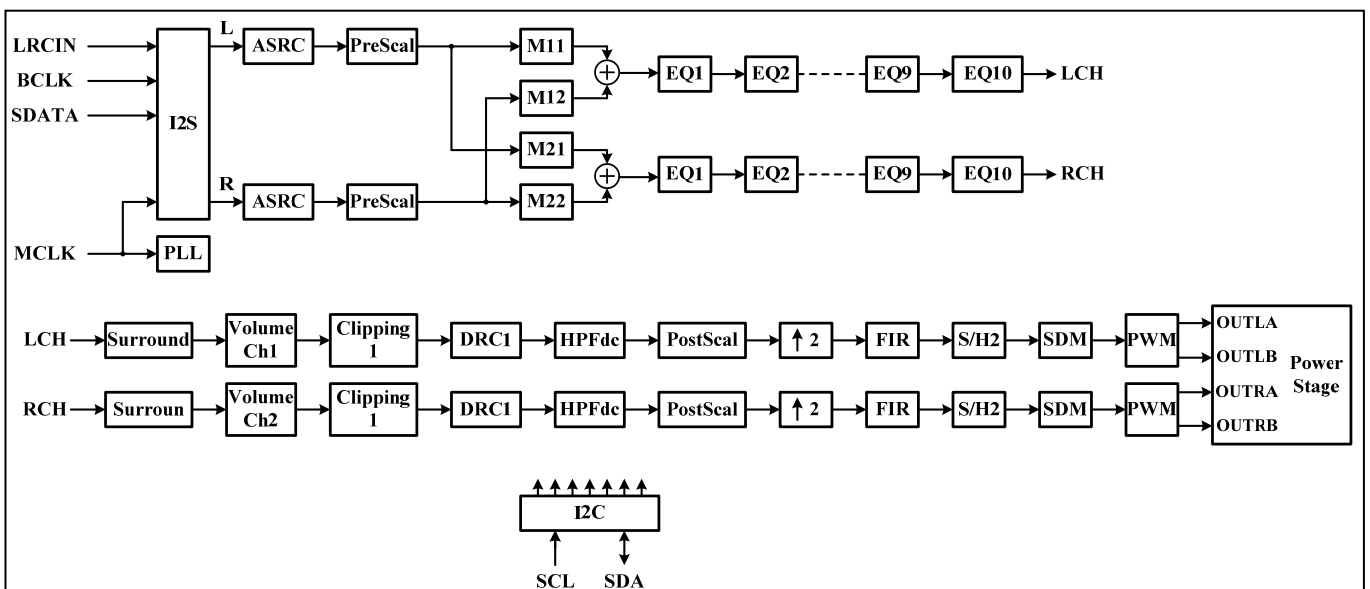 LRCIN
BCLK
SDATA
MCLK
I2S
PLL
L
ASRC
PreScal
R
ASRC
PreScal
M11
M12
M21
M22
EQ1
EQ2
EQ9
EQ10
LCH
EQ1
EQ2
EQ9
EQ10
RCH
LCH
Surround
Volume
Ch1
Clipping
1
DRC1
HPFdc
PostScal
2
FIR
S/H2
SDM
PWM
RCH
Surroun
Volume
Ch2
Clipping
1
DRC1
HPFdc
PostScal
2
FIR
S/H2
SDM
PWM
OUTLA
OUTLB
OUTRA
OUTRB
Power
Stage
I2C
SCL
SDA